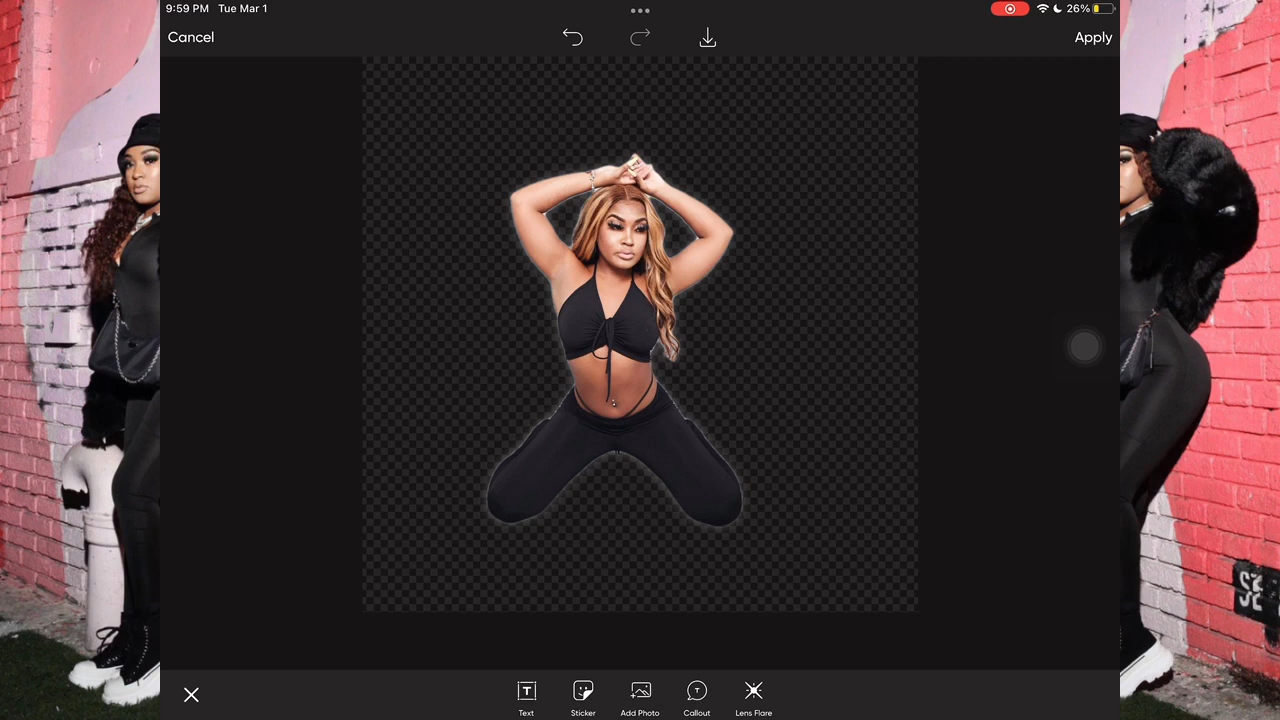 9:59 PM Tue Mar 1
26%
Cancel
Apply
Text
Sticker
Add Photo
Callout
Lens Flare